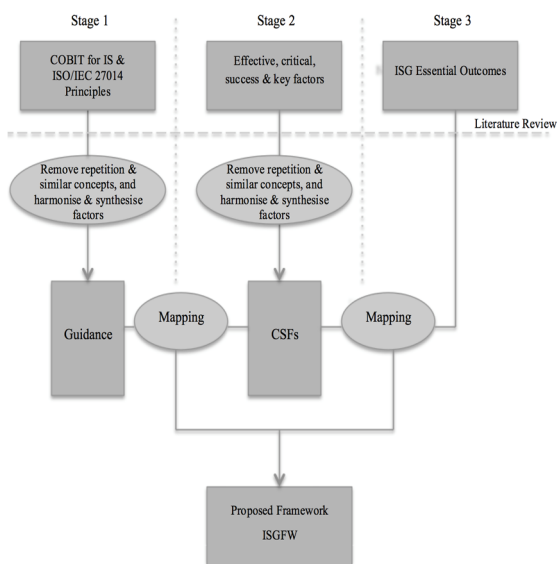 Stage 1
Stage 2
Stage 3
COBIT for IS &
ISO/IEC 27014
Principles
Effective, critical,
success & key factors
ISG Essential Outcomes
Literature Review
Remove repetition &
similar concepts, and
harmonise & synthesise
factors
Remove repetition &
similar concepts, and
harmonise & synthesise
factors
Guidance
Mapping
CSFs
Mapping
Proposed Framework
ISGFW